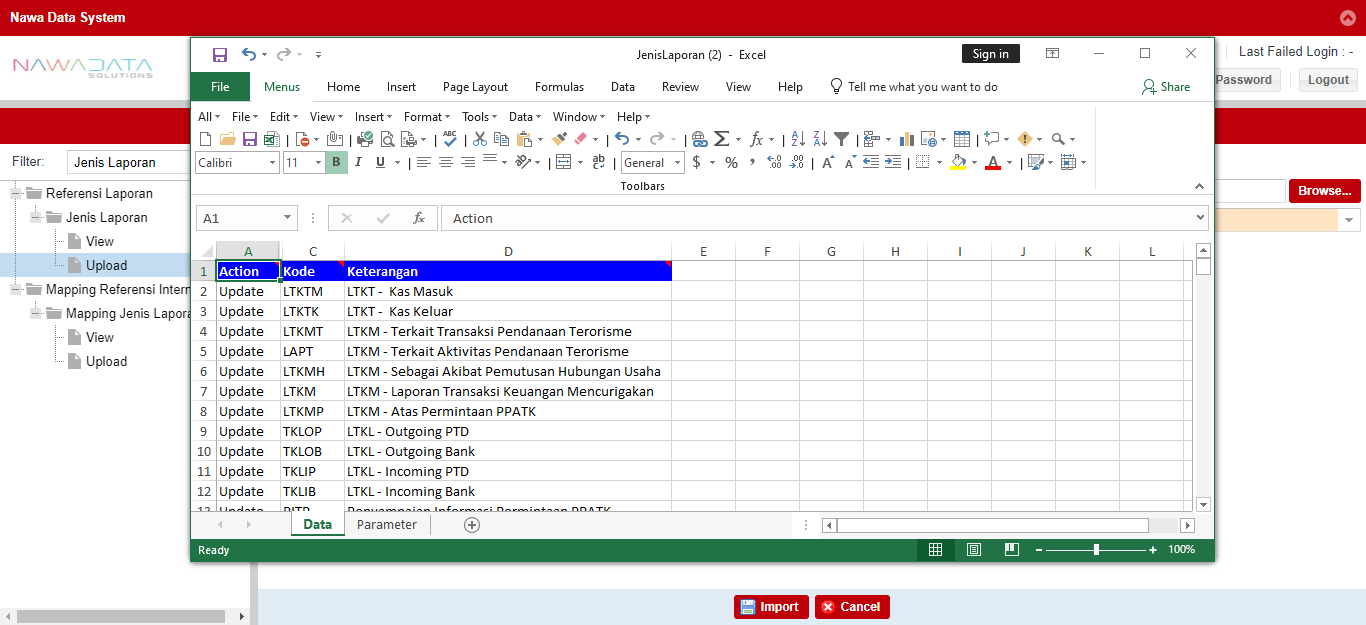 Nawa Data System
NAWADATA
SOLUTIONS
JenisLaporan (2) - Excel
Sign in
Last Failed Login : -
File Menus Home Insert Page Layout Formulas Data Review View Help Tell me what you want to do Share
Password Logout
All File Edit View Insert Format Tools Data Window Help
Calibri 11 B I U General $ %
Toolbars
Filter: Jenis Laporan
Browse...
Referensi Laporan
Jenis Laporan
View
Upload
Mapping Referensi Intern
Mapping Jenis Lapora
View
Upload
A1 fx Action
A C D E F G H I J K L
1 Action Kode Keterangan
2 Update LTKTM LTKT - Kas Masuk
3 Update LTKTK LTKT - Kas Keluar
4 Update LTKMT LTKM - Terkait Transaksi Pendanaan Terorisme
5 Update LAPT LTKM - Terkait Aktivitas Pendanaan Terorisme
6 Update LTKMH LTKM - Sebagai Akibat Pemutusan Hubungan Usaha
7 Update LTKM LTKM - Laporan Transaksi Keuangan Mencurigakan
8 Update LTKMP LTKM - Atas Permintaan PPATK
9 Update TKLOP LTKL - Outgoing PTD
10 Update TKLOB LTKL - Outgoing Bank
11 Update TKLIP LTKL - Incoming PTD
12 Update TKLIB LTKL - Incoming Bank
13 Update Penyampaian Informasi Permintaan PPATK
Data Parameter
Ready 100%
Import Cancel